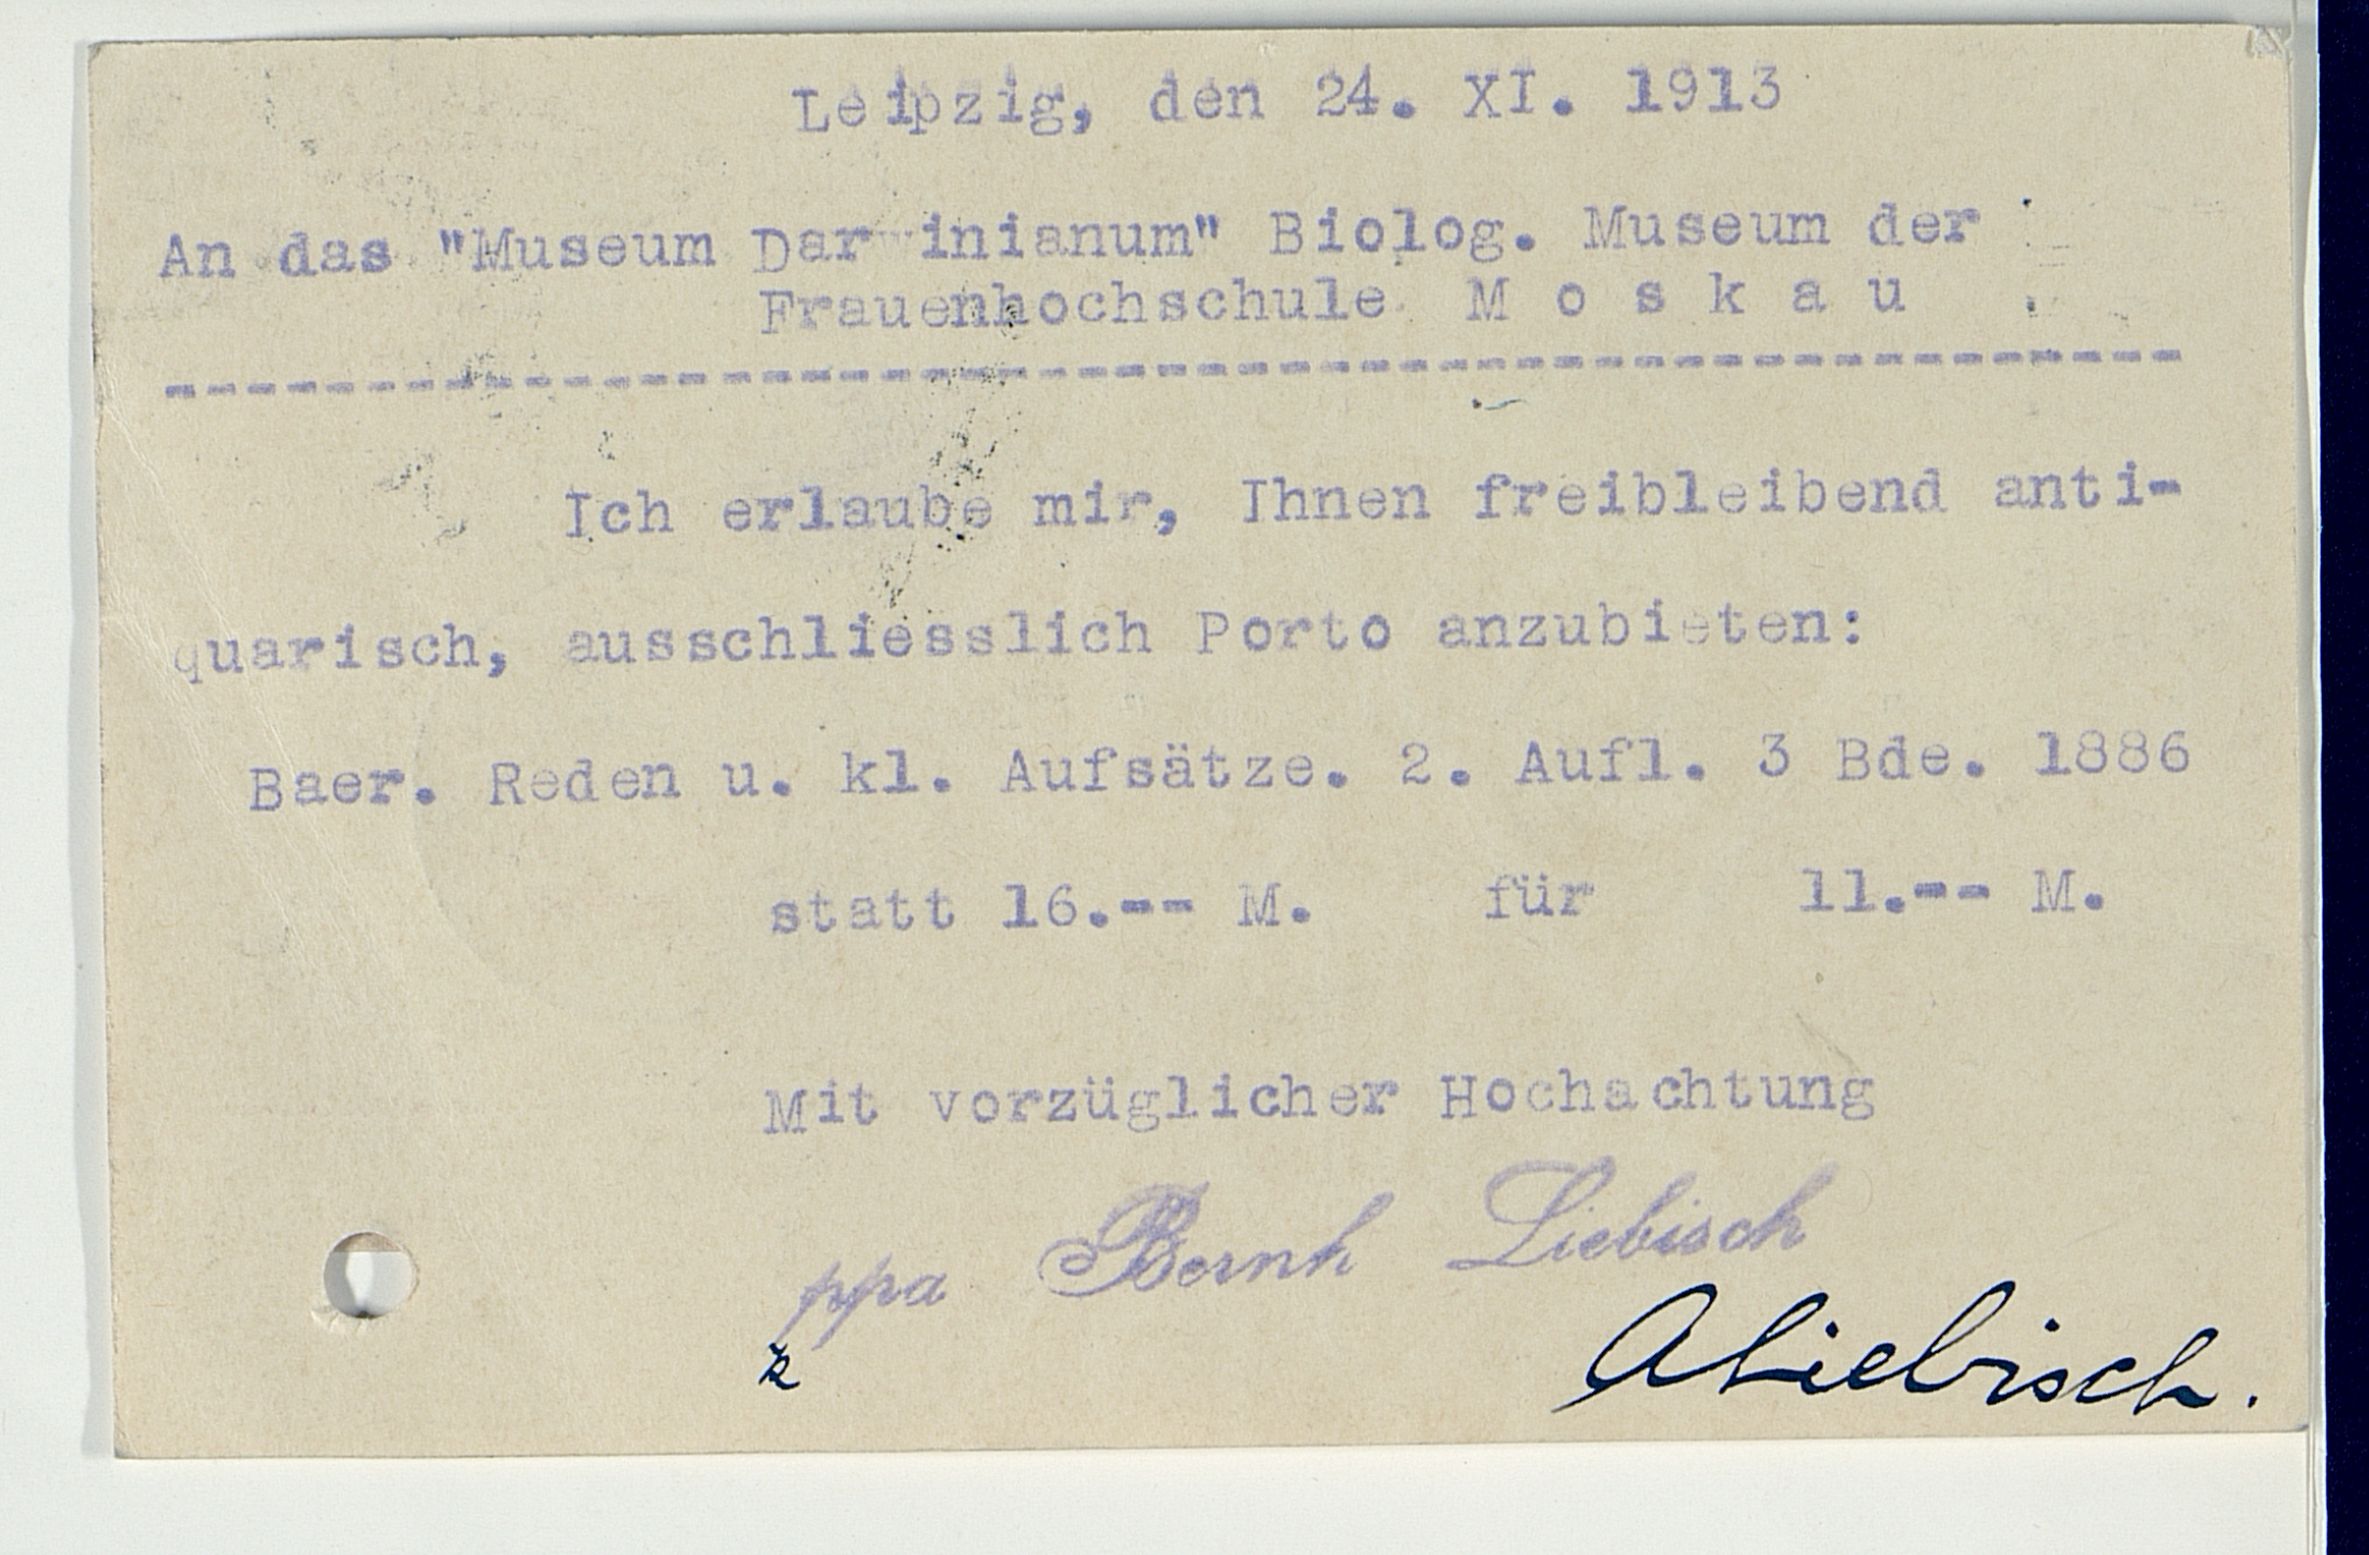 Leipzig, den 24. XI. 1913
An das "Museum Darwinianum" Biolog. Museum der
Frauenhochschule M o s k a u
--------------------------------------------------
Ich erlaube mir, Ihnen freibleibend anti-
quarisch, ausschliesslich Porto anzubieten:
Baer. Reden u. kl. Aufsätze. 2. Aufl. 3 Bde. 1886
statt 16.-- M. für 11.-- M.
Mit vorzüglicher Hochachtung
ppa Bernh Liebisch
ALiebisch.